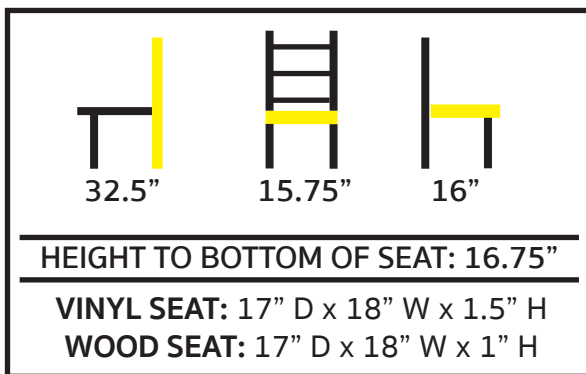 32.5” 15.75” 16”
HEIGHT TO BOTTOM OF SEAT: 16.75”
VINYL SEAT: 17” D x 18” W x 1.5” H
WOOD SEAT: 17” D x 18” W x 1” H